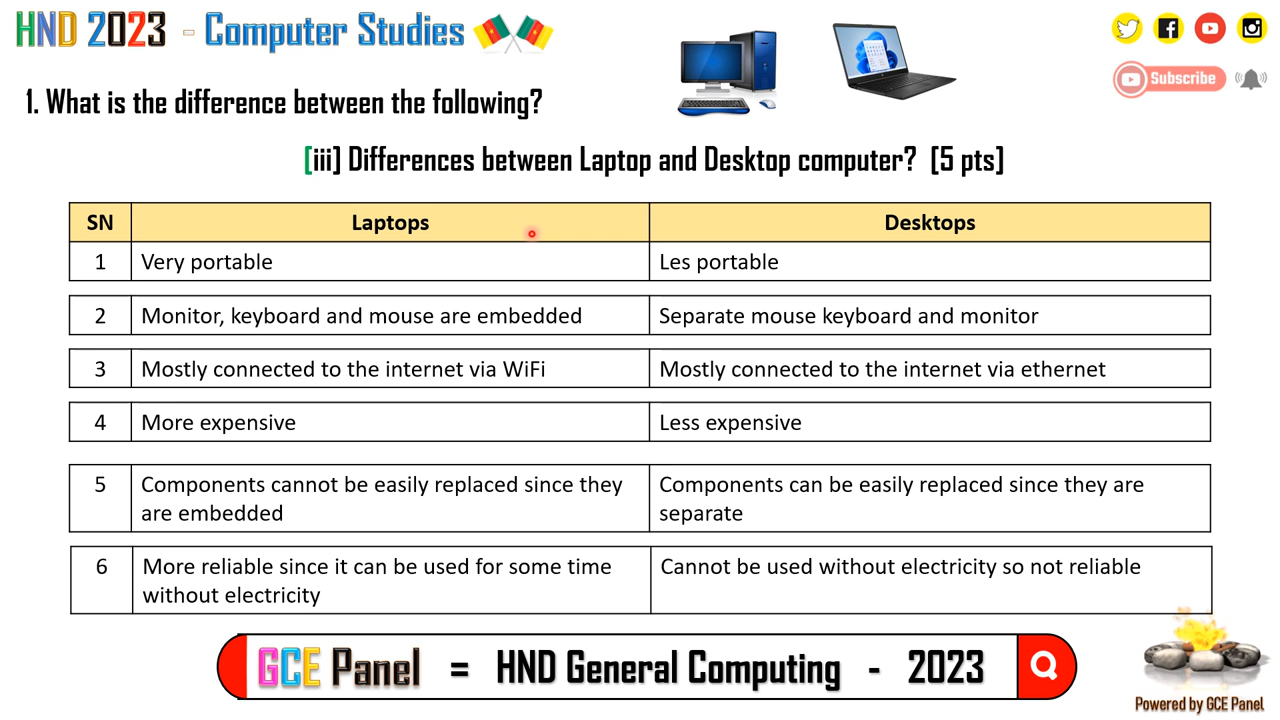 HND 2023 - Computer Studies
Subscribe
1. What is the difference between the following?
[iii] Differences between Laptop and Desktop computer? [5 pts]
SN Laptops Desktops
1 Very portable Les portable
2 Monitor, keyboard and mouse are embedded Separate mouse keyboard and monitor
3 Mostly connected to the internet via WiFi Mostly connected to the internet via ethernet
4 More expensive Less expensive
5 Components cannot be easily replaced since they Components can be easily replaced since they are
are embedded separate
6 More reliable since it can be used for some time Cannot be used without electricity so not reliable
without electricity
GCE Panel = HND General Computing - 2023
Powered by GCE Panel